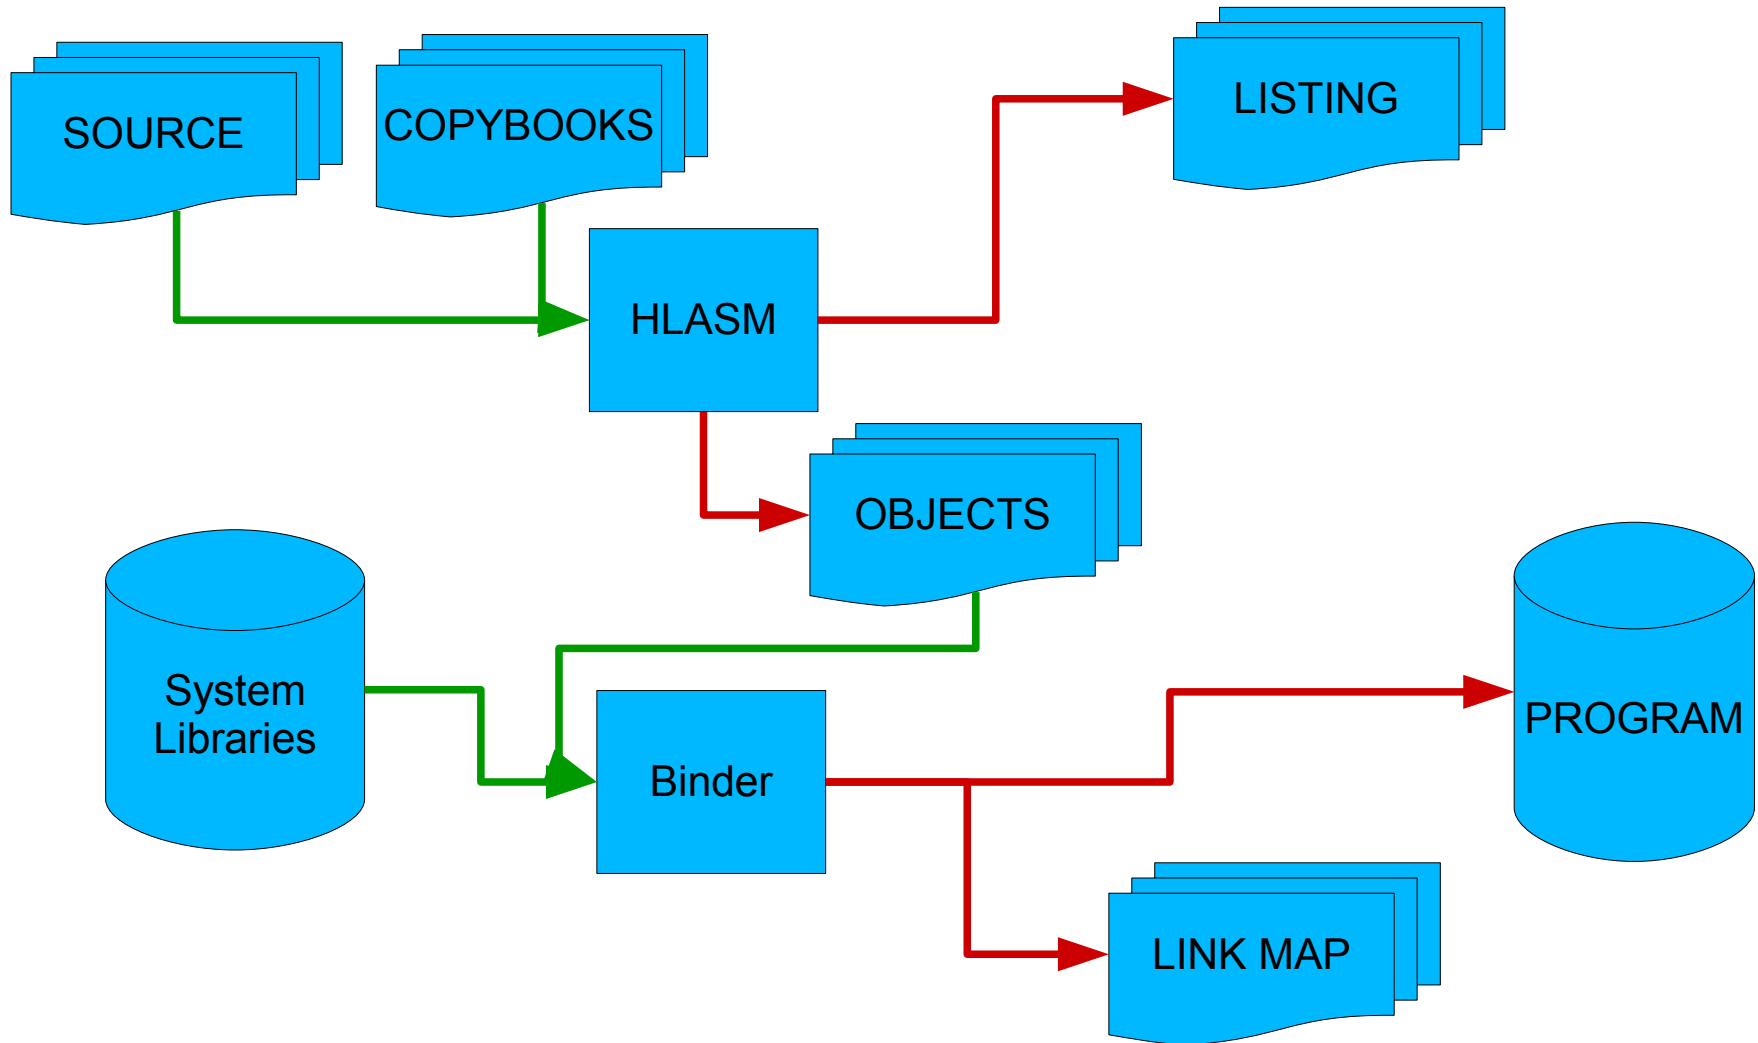 SOURCE
COPYBOOKS
LISTING
HLASM
OBJECTS
System
Libraries
Binder
PROGRAM
LINK MAP